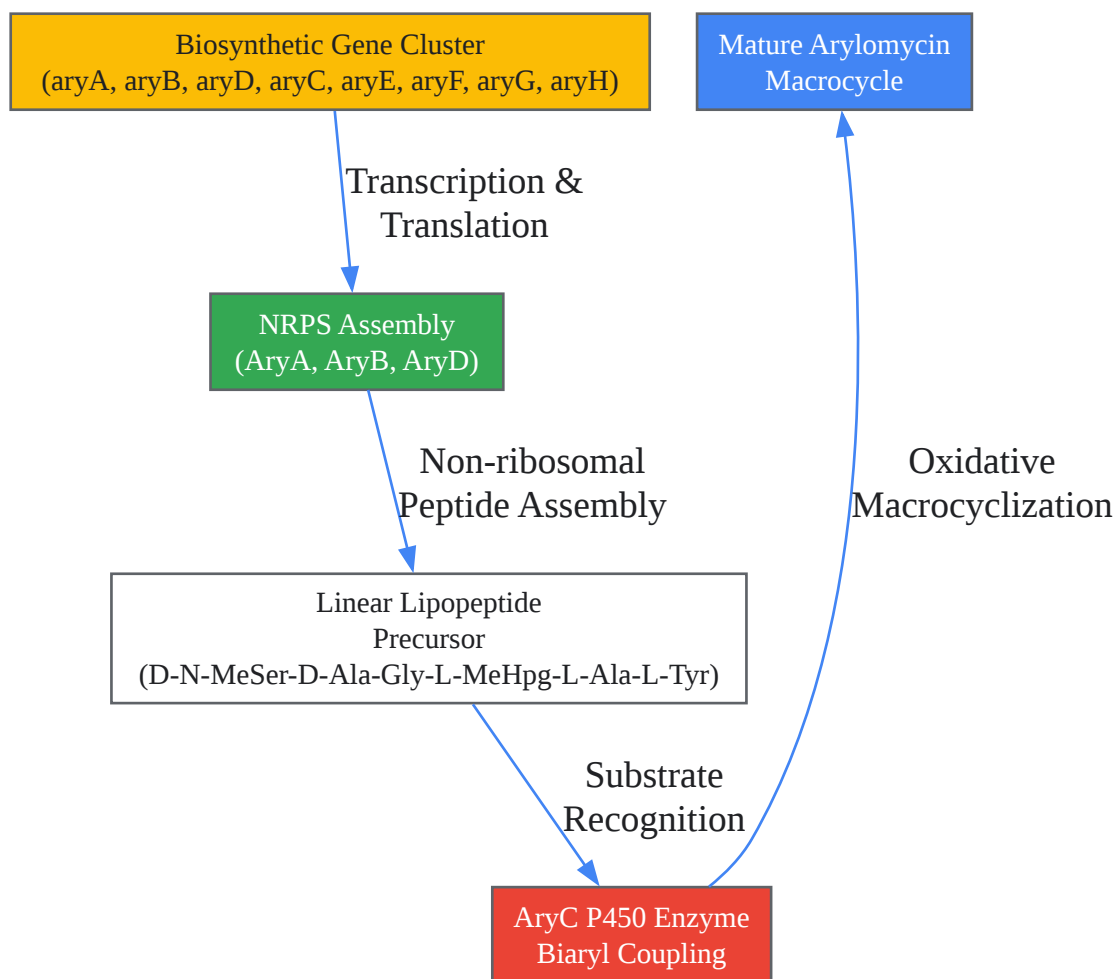 Biosynthetic Gene Cluster
(aryA, aryB, aryD, aryC, aryE, aryF, aryG, aryH)
Mature Arylomycin
Macrocycle
Transcription &
Translation
NRPS Assembly
(AryA, AryB, AryD)
Non-ribosomal
Peptide Assembly
Oxidative
Macrocyclization
Linear Lipopeptide
Precursor
(D-N-MeSer-D-Ala-Gly-L-MeHpg-L-Ala-L-Tyr)
Substrate
Recognition
AryC P450 Enzyme
Biaryl Coupling